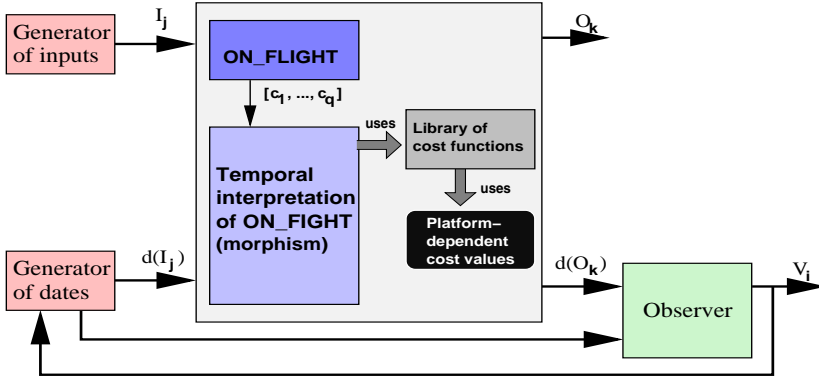 Generator
of inputs
I_j
ON_FLIGHT
[c_1, ..., c_q]
O_k
uses
Library of
cost functions
Temporal
interpretation
of ON_FIGHT
(morphism)
uses
Platform–
dependent
cost values
Generator
of dates
d(I_j)
d(O_k)
Observer
V_i